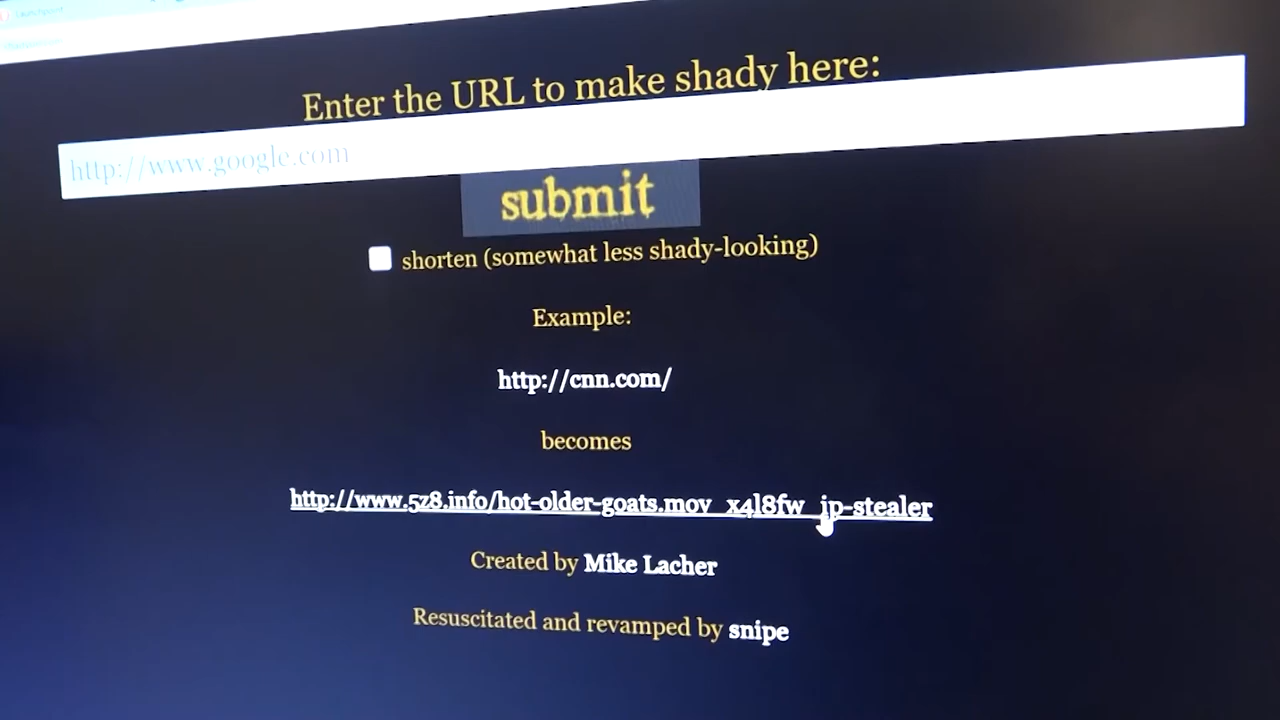 Enter the URL to make shady here:
http://www.google.com
submit
shorten (somewhat less shady-looking)
Example:
http://cnn.com/
becomes
http://www.5z8.info/hot-older-goats.mov_x4l8fw_ip-stealer
Created by Mike Lacher
Resuscitated and revamped by snipe